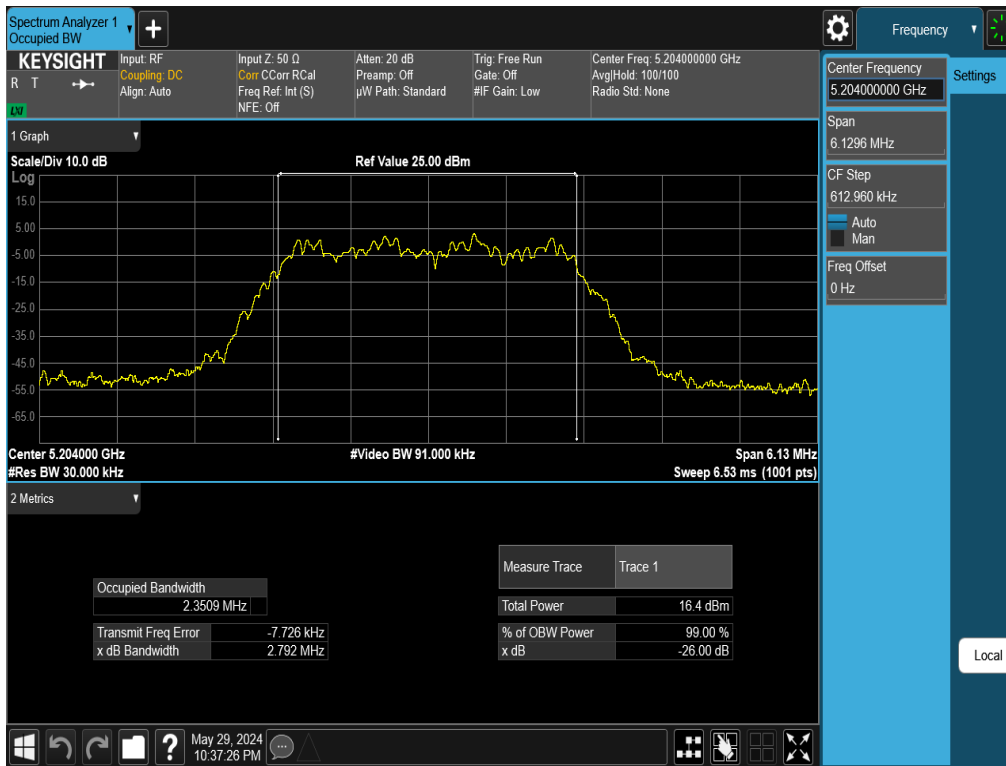 Spectrum Analyzer 1
Occupied BW
+
Frequency
KEYSIGHT
R T
LXI
Input: RF
Coupling: DC
Align: Auto
Input Z: 50 Ω
Corr CCorr RCal
Freq Ref: Int (S)
NFE: Off
Atten: 20 dB
Preamp: Off
µW Path: Standard
Trig: Free Run
Gate: Off
#IF Gain: Low
Center Freq: 5.204000000 GHz
Avg|Hold: 100/100
Radio Std: None
Center Frequency
5.204000000 GHz
Settings
Span
6.1296 MHz
CF Step
612.960 kHz
Auto
Man
Freq Offset
0 Hz
1 Graph
Scale/Div 10.0 dB
Ref Value 25.00 dBm
Log
15.0
5.00
-5.00
-15.0
-25.0
-35.0
-45.0
-55.0
-65.0
Center 5.204000 GHz
#Video BW 91.000 kHz
Span 6.13 MHz
#Res BW 30.000 kHz
Sweep 6.53 ms (1001 pts)
2 Metrics
Occupied Bandwidth
2.3509 MHz
Transmit Freq Error -7.726 kHz
x dB Bandwidth 2.792 MHz
Measure Trace Trace 1
Total Power 16.4 dBm
% of OBW Power 99.00 %
x dB -26.00 dB
Local
?
May 29, 2024
10:37:26 PM